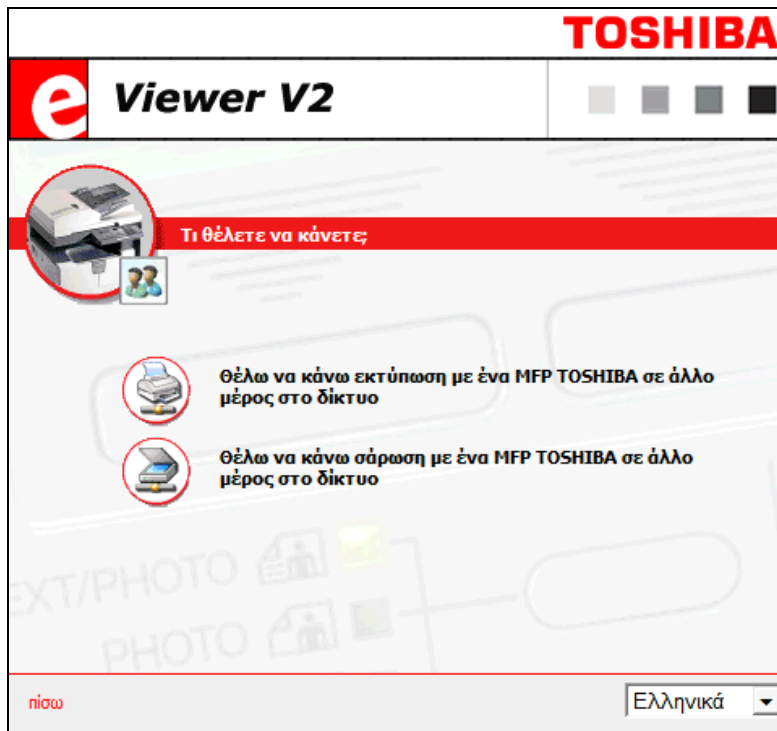 TOSHIBA
e Viewer V2
Τι θέλετε να κάνετε;
Θέλω να κάνω εκτύπωση με ένα MFP TOSHIBA σε άλλο
μέρος στο δίκτυο
Θέλω να κάνω σάρωση με ένα MFP TOSHIBA σε άλλο
μέρος στο δίκτυο
EXT/PHOTO
PHOTO
πίσω
Ελληνικά